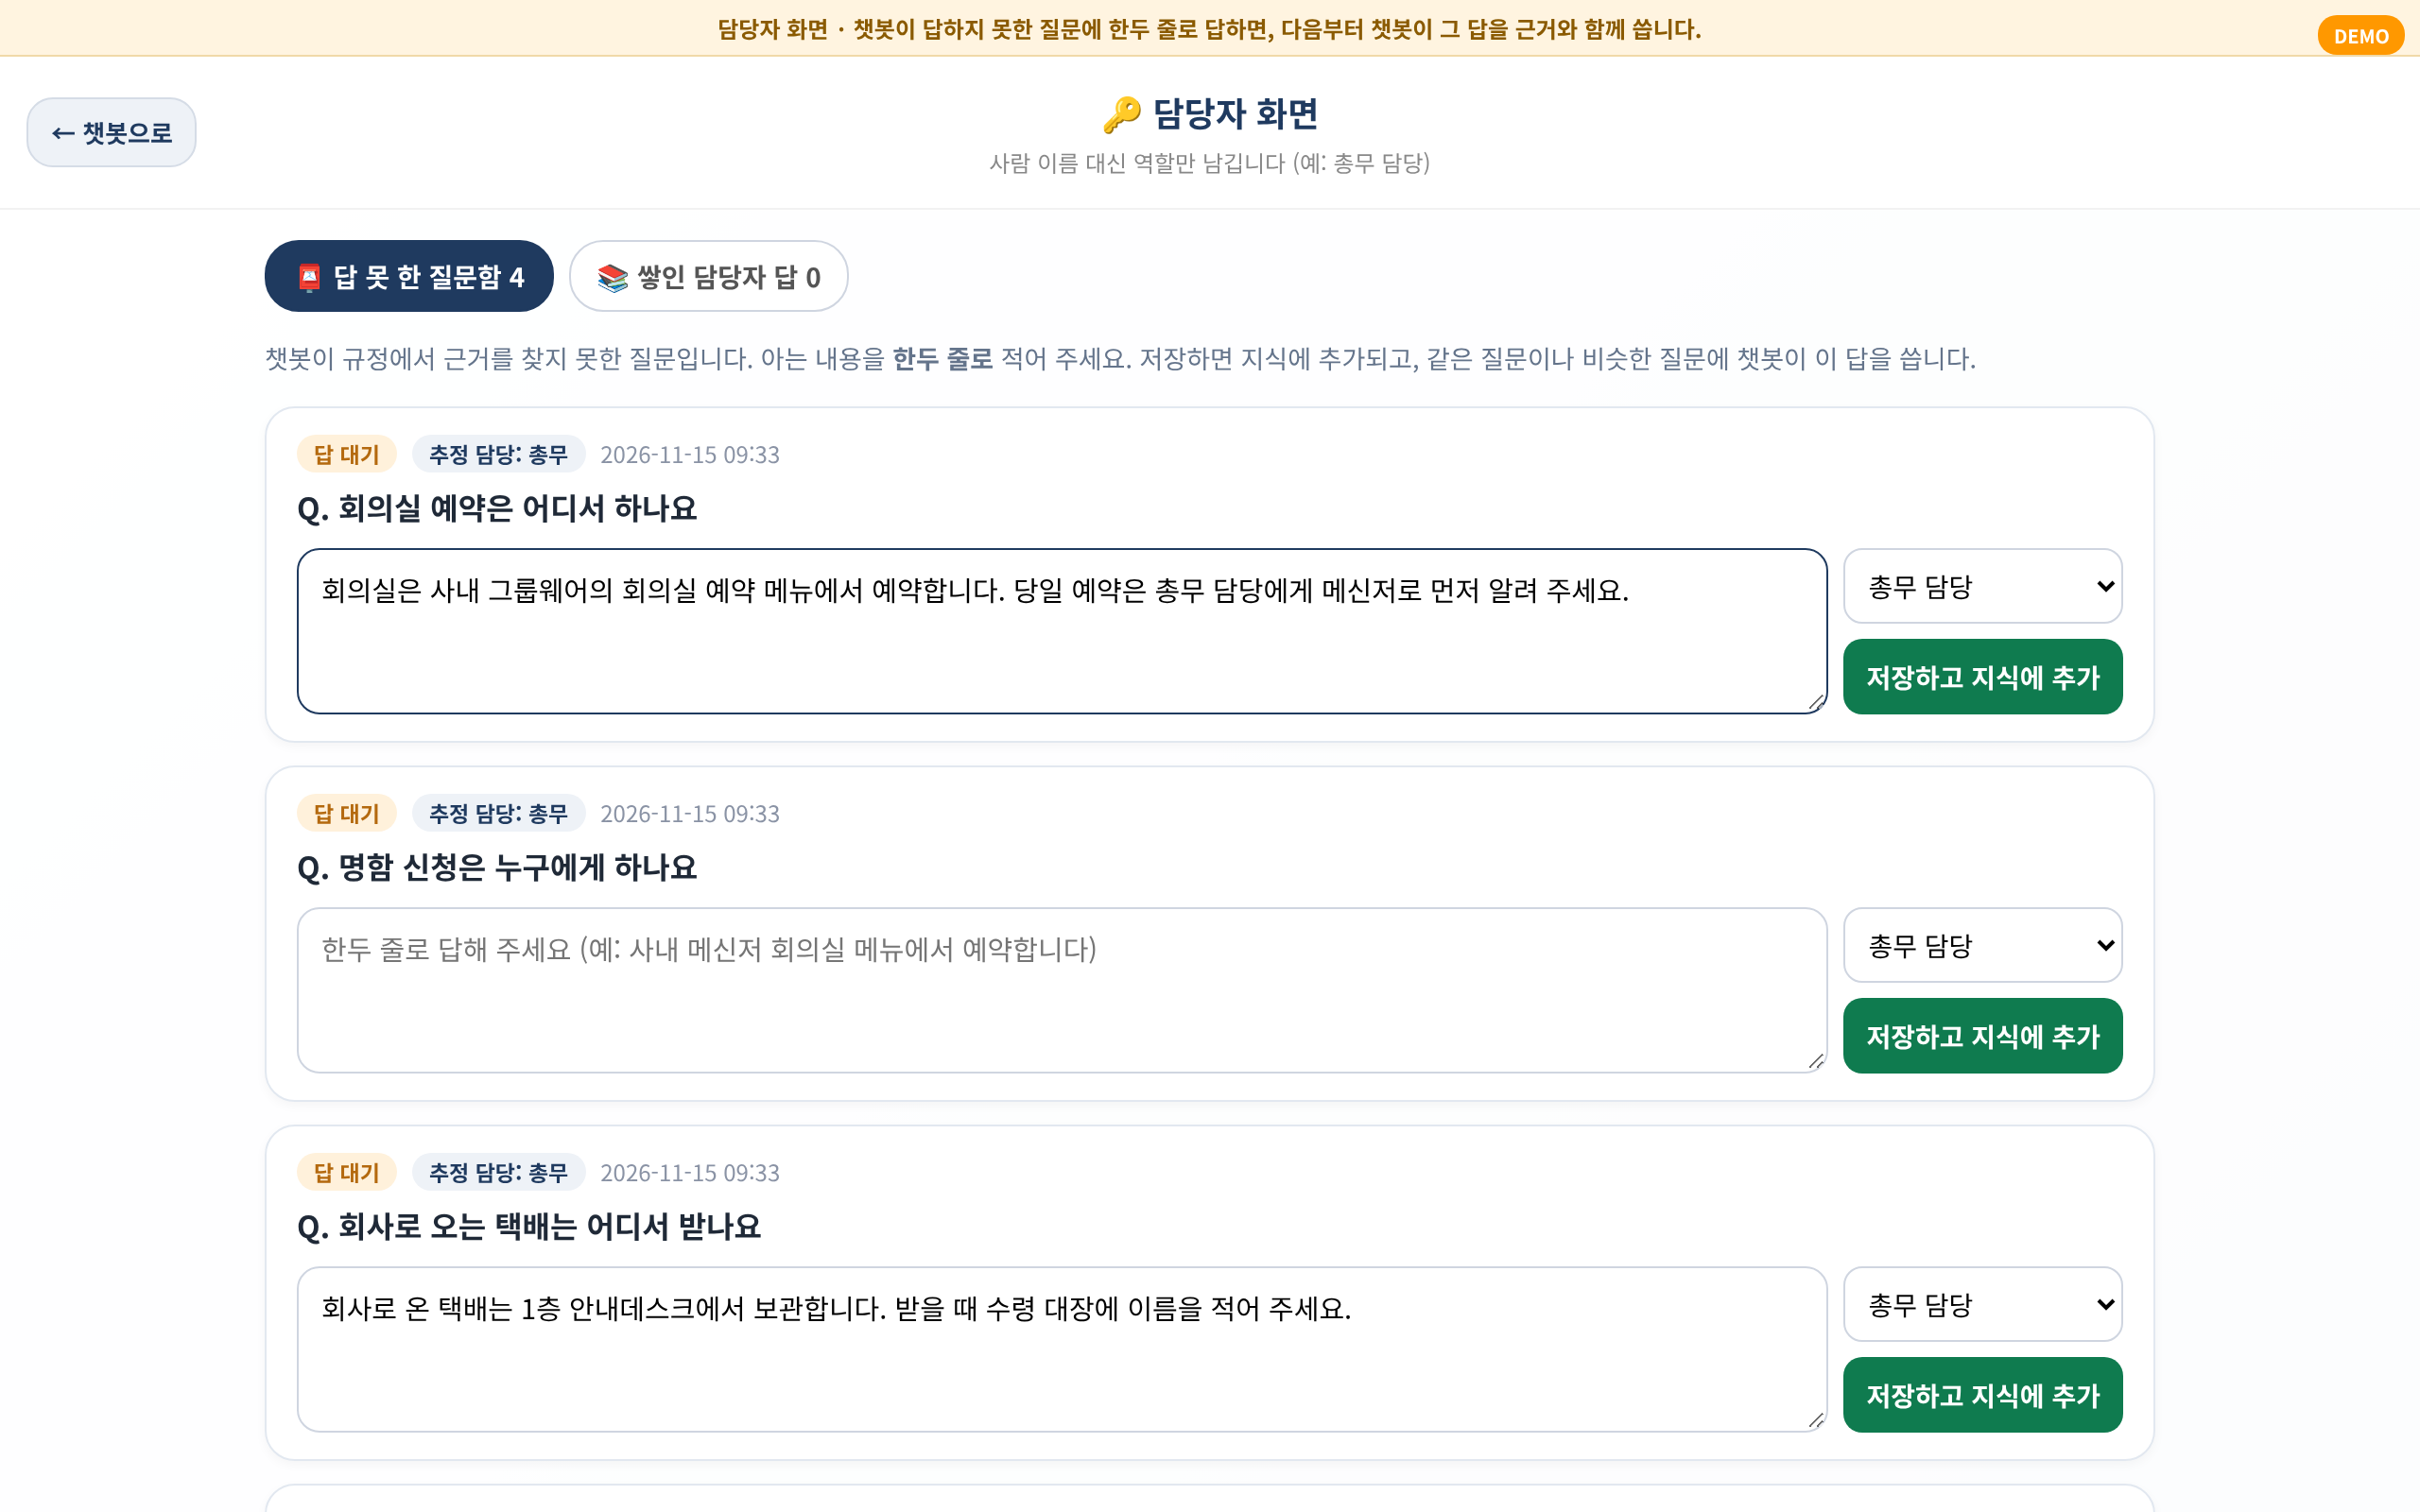 담당자 화면 · 챗봇이 답하지 못한 질문에 한두 줄로 답하면, 다음부터 챗봇이 그 답을 근거와 함께 씁니다.
DEMO
← 챗봇으로
🔑 담당자 화면
사람 이름 대신 역할만 남깁니다 (예: 총무 담당)
📮 답 못 한 질문함 4
📚 쌓인 담당자 답 0
챗봇이 규정에서 근거를 찾지 못한 질문입니다. 아는 내용을 한두 줄로 적어 주세요. 저장하면 지식에 추가되고, 같은 질문이나 비슷한 질문에 챗봇이 이 답을 씁니다.
답 대기 추정 담당: 총무 2026-11-15 09:33
Q. 회의실 예약은 어디서 하나요
회의실은 사내 그룹웨어의 회의실 예약 메뉴에서 예약합니다. 당일 예약은 총무 담당에게 메신저로 먼저 알려 주세요.
총무 담당
저장하고 지식에 추가
답 대기 추정 담당: 총무 2026-11-15 09:33
Q. 명함 신청은 누구에게 하나요
한두 줄로 답해 주세요 (예: 사내 메신저 회의실 메뉴에서 예약합니다)
총무 담당
저장하고 지식에 추가
답 대기 추정 담당: 총무 2026-11-15 09:33
Q. 회사로 오는 택배는 어디서 받나요
회사로 온 택배는 1층 안내데스크에서 보관합니다. 받을 때 수령 대장에 이름을 적어 주세요.
총무 담당
저장하고 지식에 추가